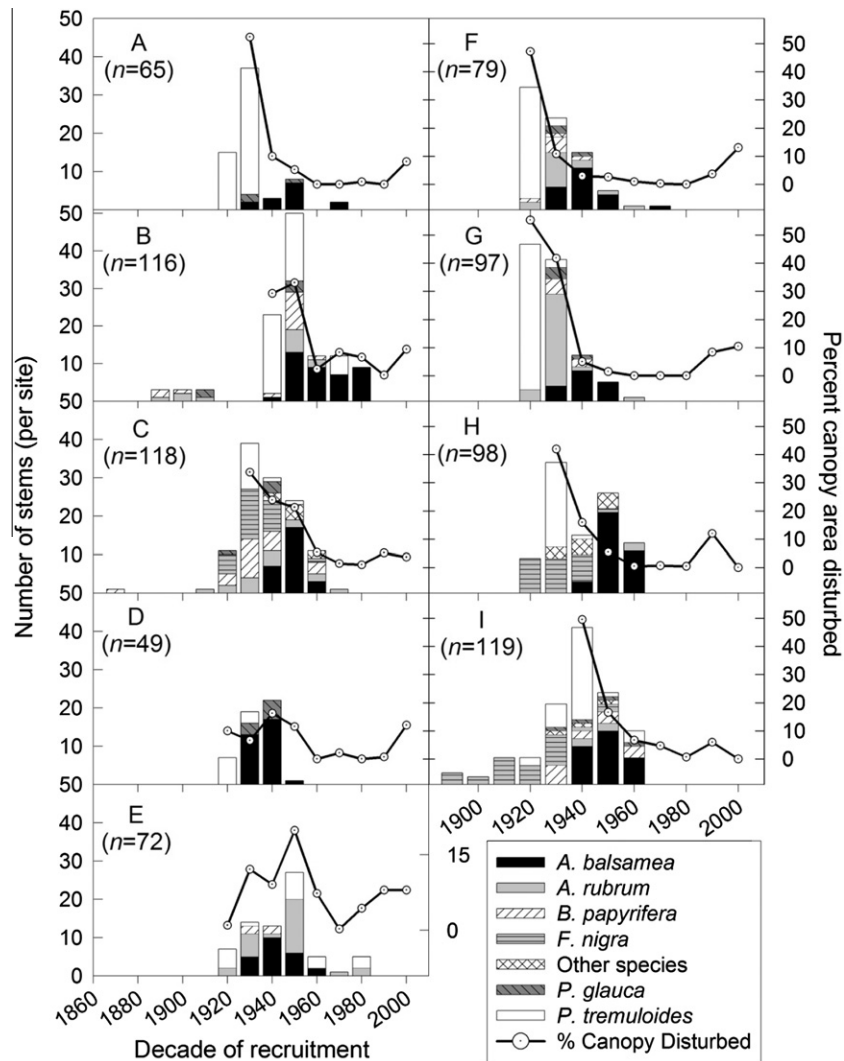 Number of stems (per site)
50
40
30
20
10
A
(n=65)
50
40
30
20
10
B
(n=116)
50
40
30
20
10
C
(n=118)
50
40
30
20
10
D
(n=49)
50
40
30
20
10
0
E
(n=72)
1860
1880
1900
1920
1940
1960
1980
2000
Decade of recruitment
F
(n=79)
50
40
30
20
10
0
G
(n=97)
50
40
30
20
10
0
H
(n=98)
50
40
30
20
10
0
I
(n=119)
50
40
30
20
10
0
1900
1920
1940
1960
1980
2000
15
0
Percent canopy area disturbed
A. balsamea
A. rubrum
B. papyrifera
F. nigra
Other species
P. glauca
P. tremuloides
% Canopy Disturbed